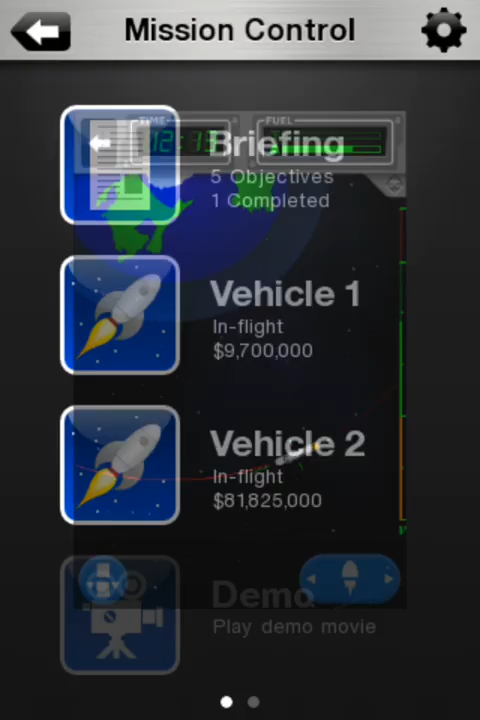 Mission Control
TIME
FUEL
12:13
Briefing
5 Objectives
1 Completed
Vehicle 1
In-flight
$9,700,000
Vehicle 2
In-flight
$81,825,000
Demo
Play demo movie